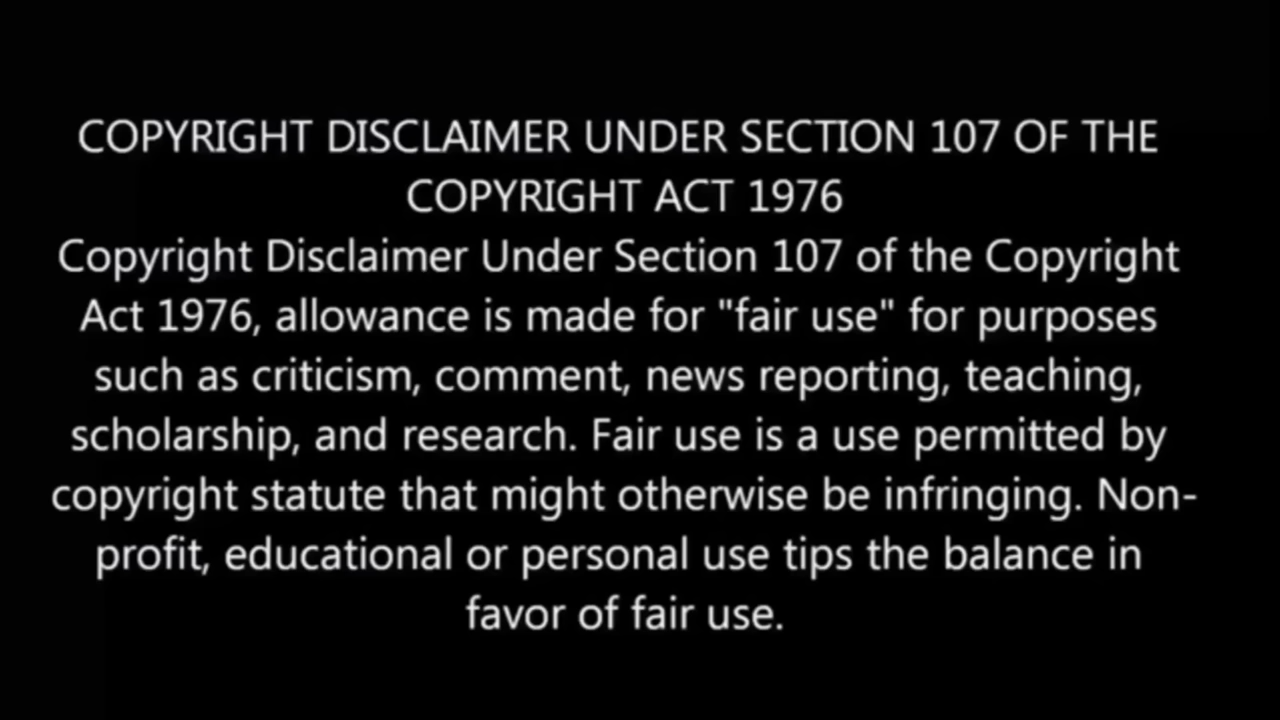 COPYRIGHT DISCLAIMER UNDER SECTION 107 OF THE
COPYRIGHT ACT 1976
Copyright Disclaimer Under Section 107 of the Copyright
Act 1976, allowance is made for "fair use" for purposes
such as criticism, comment, news reporting, teaching,
scholarship, and research. Fair use is a use permitted by
copyright statute that might otherwise be infringing. Non-
profit, educational or personal use tips the balance in
favor of fair use.